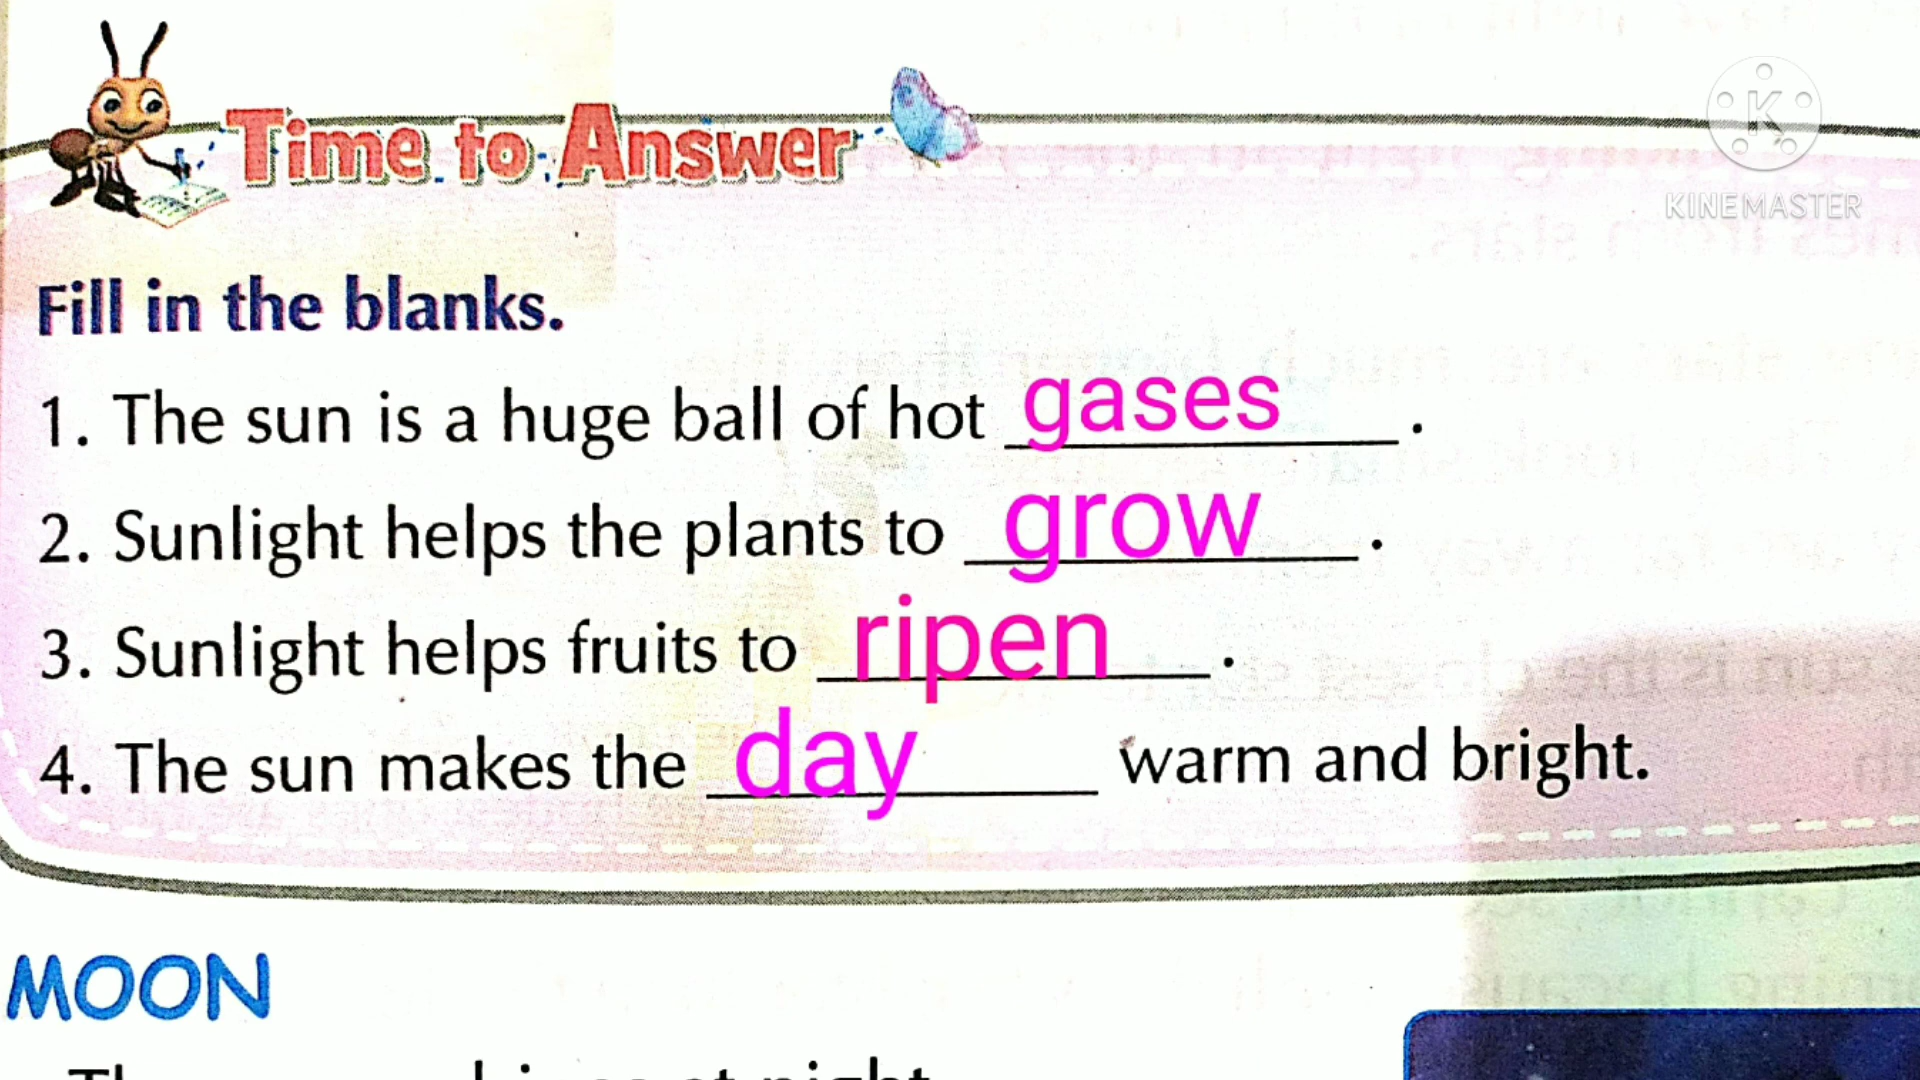 Time to Answer
K
KINEMASTER
Fill in the blanks.
1. The sun is a huge ball of hot gases .
2. Sunlight helps the plants to grow .
3. Sunlight helps fruits to ripen .
4. The sun makes the day warm and bright.
MOON
at night